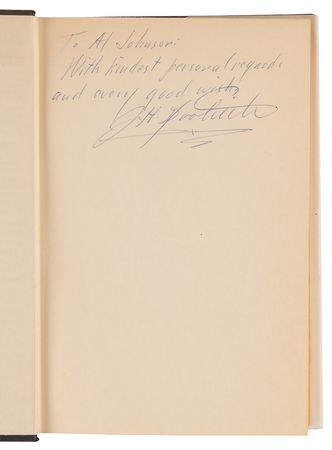 To Al Johnson:
With kindest personal regards
and every good wish,
J.H. Doolittle